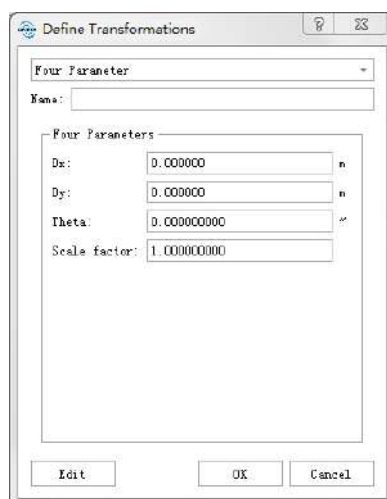 Define Transformations
Four Parameter
Name:
Four Parameters
Dx: 0.000000 m
Dy: 0.000000 m
Theta: 0.000000000 "
Scale factor: 1.000000000
Edit OK Cancel